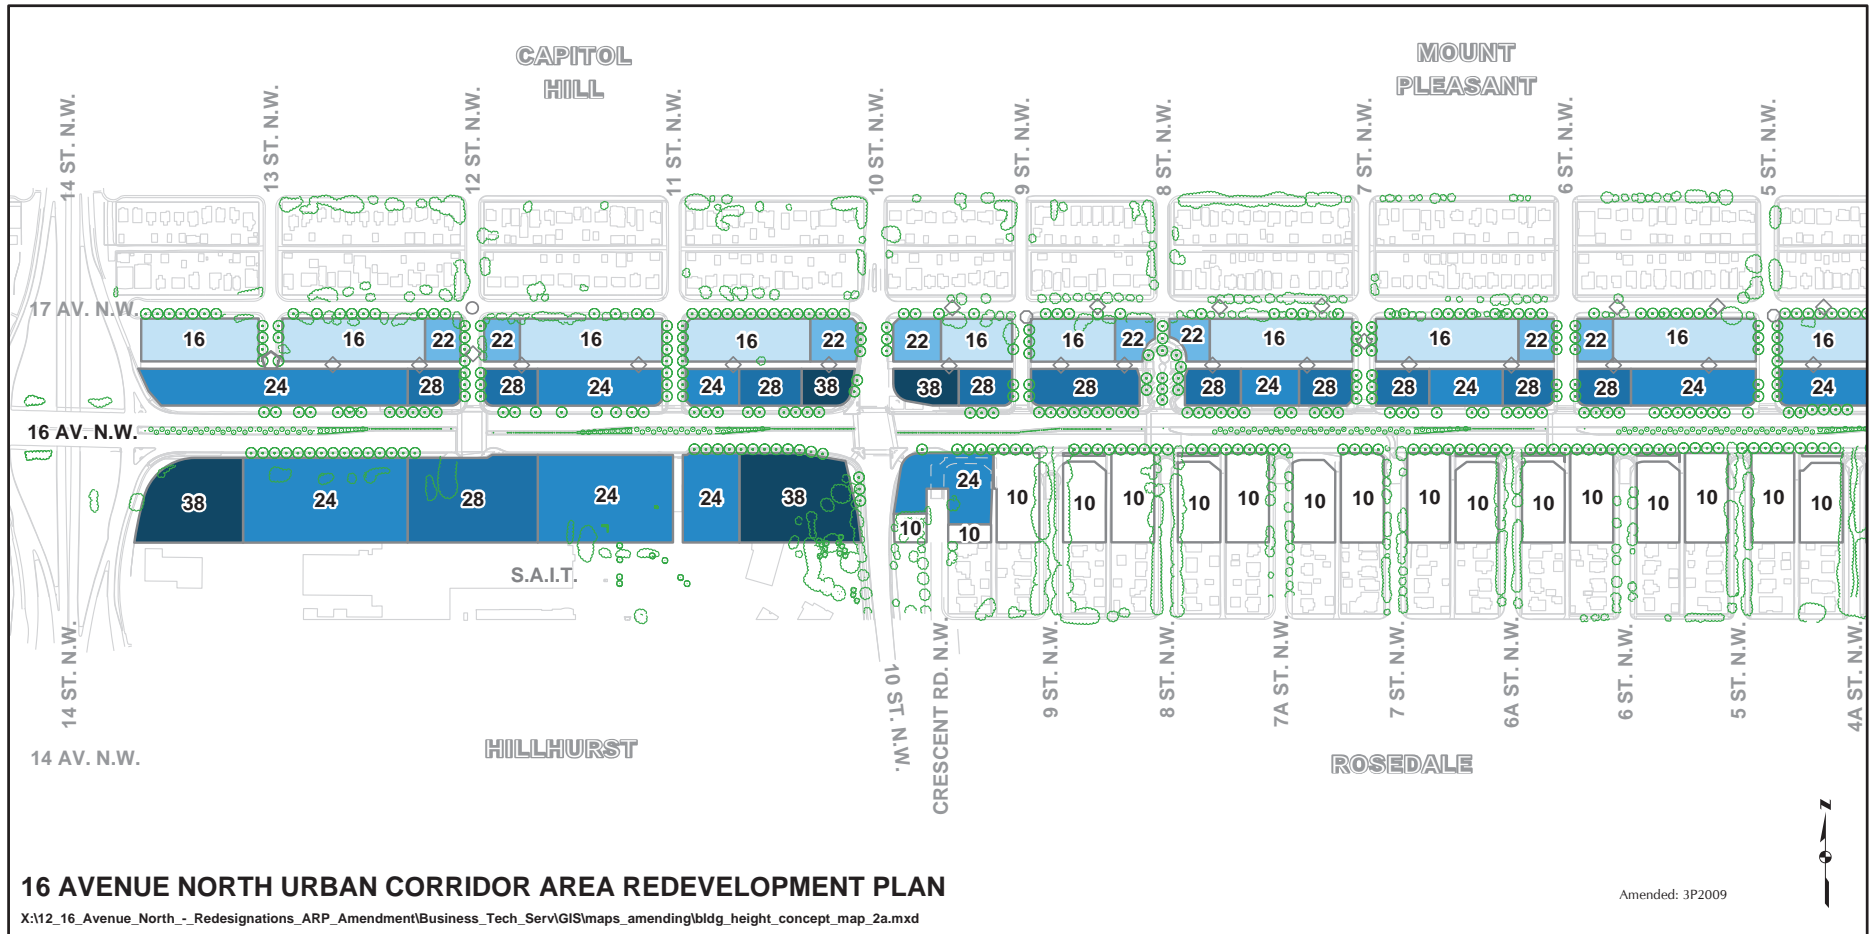 CAPITOL
HILL
MOUNT
PLEASANT
14 ST. N.W.
13 ST. N.W.
12 ST. N.W.
11 ST. N.W.
10 ST. N.W.
9 ST. N.W.
8 ST. N.W.
7 ST. N.W.
6 ST. N.W.
5 ST. N.W.
17 AV. N.W.
16 16 22 22 16 16 22 22 16 16 22 22 16 16 22 22 16 16
24 28 28 24 24 28 38 38 28 28 28 24 28 28 24 28 28 24 24
16 AV. N.W.
38 24 28 24 24 38 24 10 10 10 10 10 10 10 10 10 10 10 10 10 10 10 10 10
S.A.I.T.
14 ST. N.W.
10 ST. N.W.
CRESCENT RD. N.W.
9 ST. N.W.
8 ST. N.W.
7A ST. N.W.
7 ST. N.W.
6A ST. N.W.
6 ST. N.W.
5 ST. N.W.
4A ST. N.W.
14 AV. N.W.
HILLHURST
ROSEDALE
N
16 AVENUE NORTH URBAN CORRIDOR AREA REDEVELOPMENT PLAN
Amended: 3P2009
X:\12_16_Avenue_North_-_Redesignations_ARP_Amendment\Business_Tech_Serv\GIS\maps_amending\bldg_height_concept_map_2a.mxd